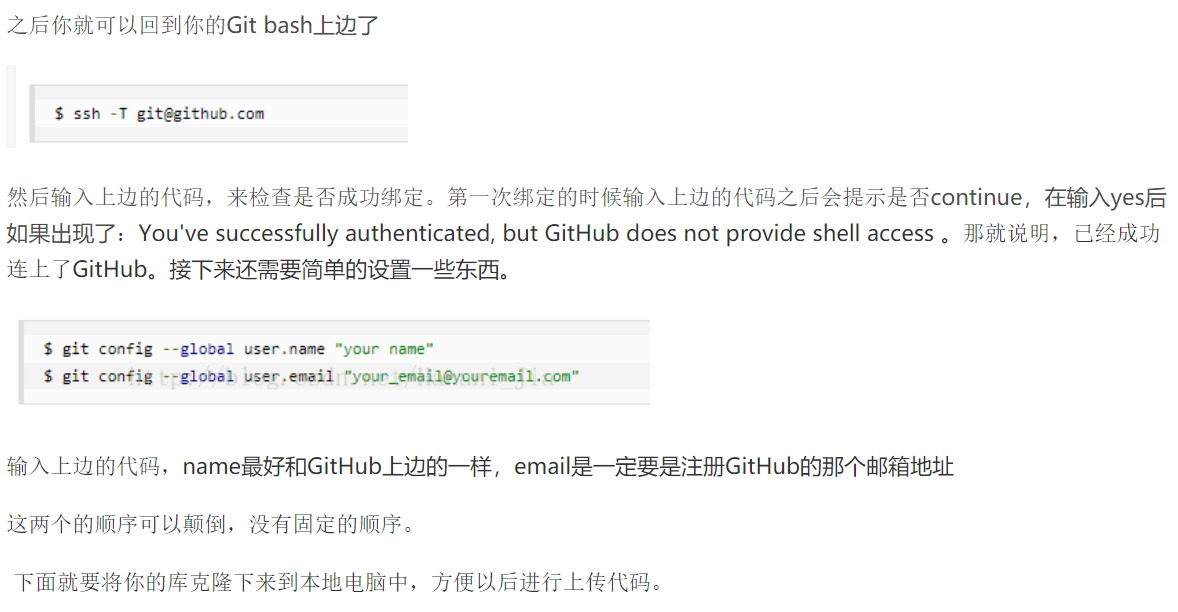 之后你就可以回到你的Git bash上边了
$ ssh -T git@github.com
然后输入上边的代码，来检查是否成功绑定。第一次绑定的时候输入上边的代码之后会提示是否continue，在输入yes后
如果出现了：You've successfully authenticated, but GitHub does not provide shell access 。那就说明，已经成功
连上了GitHub。接下来还需要简单的设置一些东西。
$ git config --global user.name "your name"
$ git config --global user.email "your_email@youremail.com"
输入上边的代码，name最好和GitHub上边的一样，email是一定要是注册GitHub的那个邮箱地址
这两个的顺序可以颠倒，没有固定的顺序。
下面就要将你的库克隆下来到本地电脑中，方便以后进行上传代码。